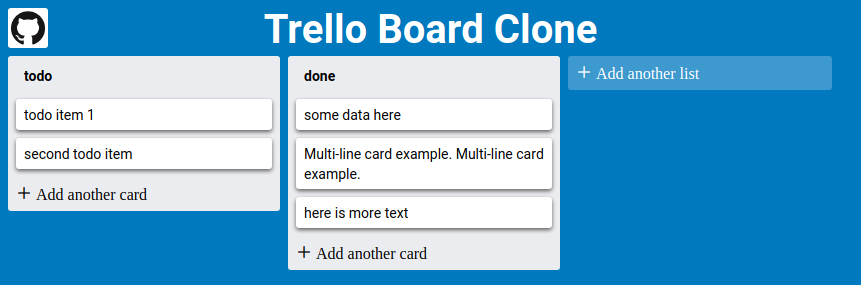 Trello Board Clone
todo
todo item 1
second todo item
+ Add another card
done
some data here
Multi-line card example. Multi-line card
example.
here is more text
+ Add another card
+ Add another list